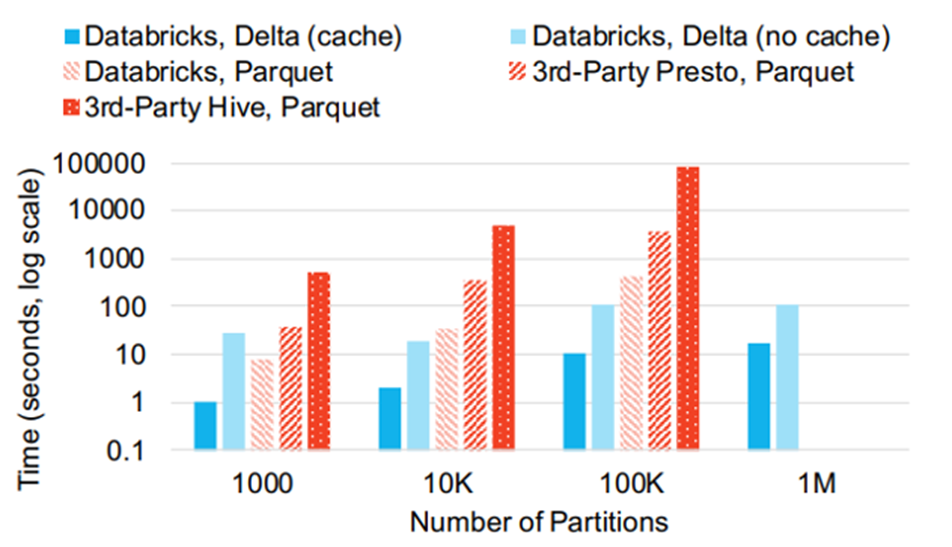 Databricks, Delta (cache)
Databricks, Delta (no cache)
Databricks, Parquet
3rd-Party Presto, Parquet
3rd-Party Hive, Parquet
Time (seconds, log scale)
100000
10000
1000
100
10
1
0.1
1000
10K
100K
1M
Number of Partitions